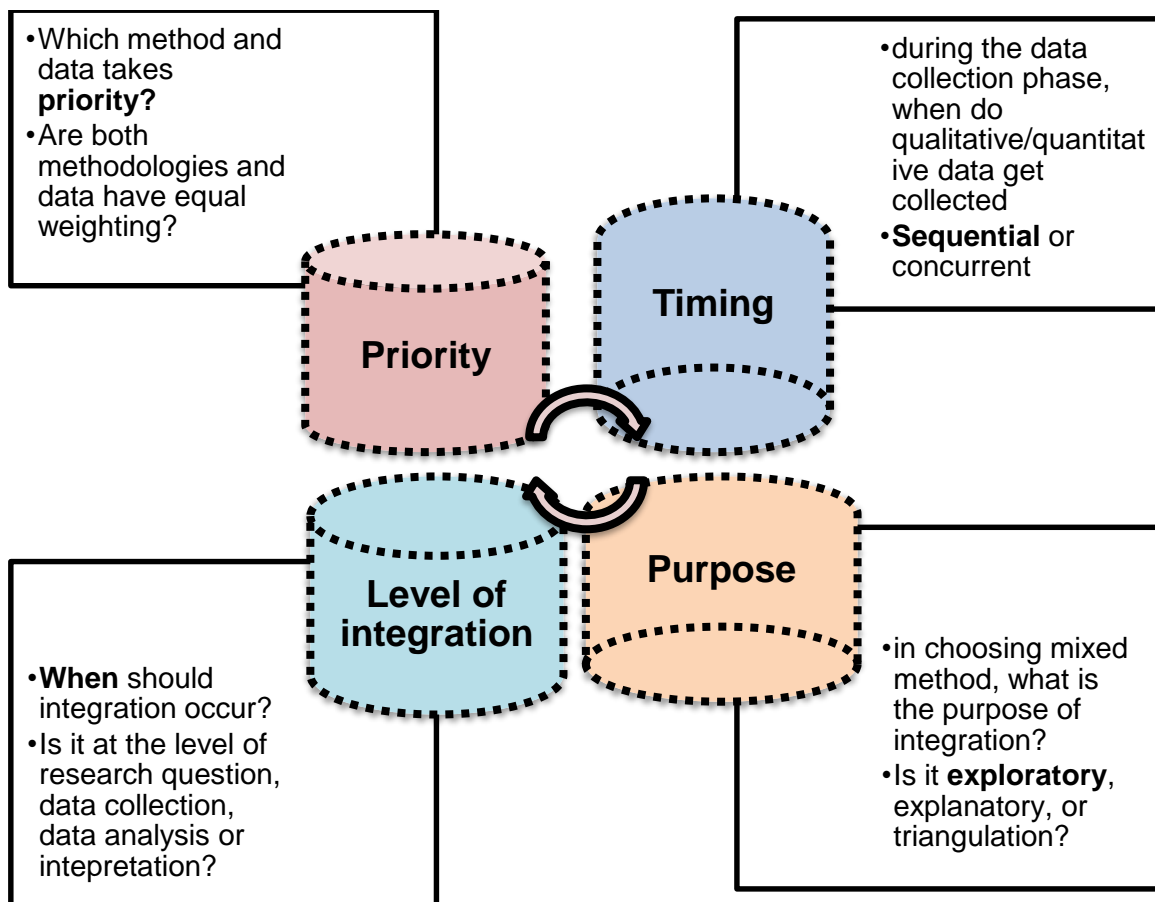 •Which method and
data takes
priority?
•Are both
methodologies and
data have equal
weighting?
•during the data
collection phase,
when do
qualitative/quantitat
ive data get
collected
•Sequential or
concurrent
Priority
Timing
Level of
integration
Purpose
•When should
integration occur?
•Is it at the level of
research question,
data collection,
data analysis or
intepretation?
•in choosing mixed
method, what is
the purpose of
integration?
•Is it exploratory,
explanatory, or
triangulation?